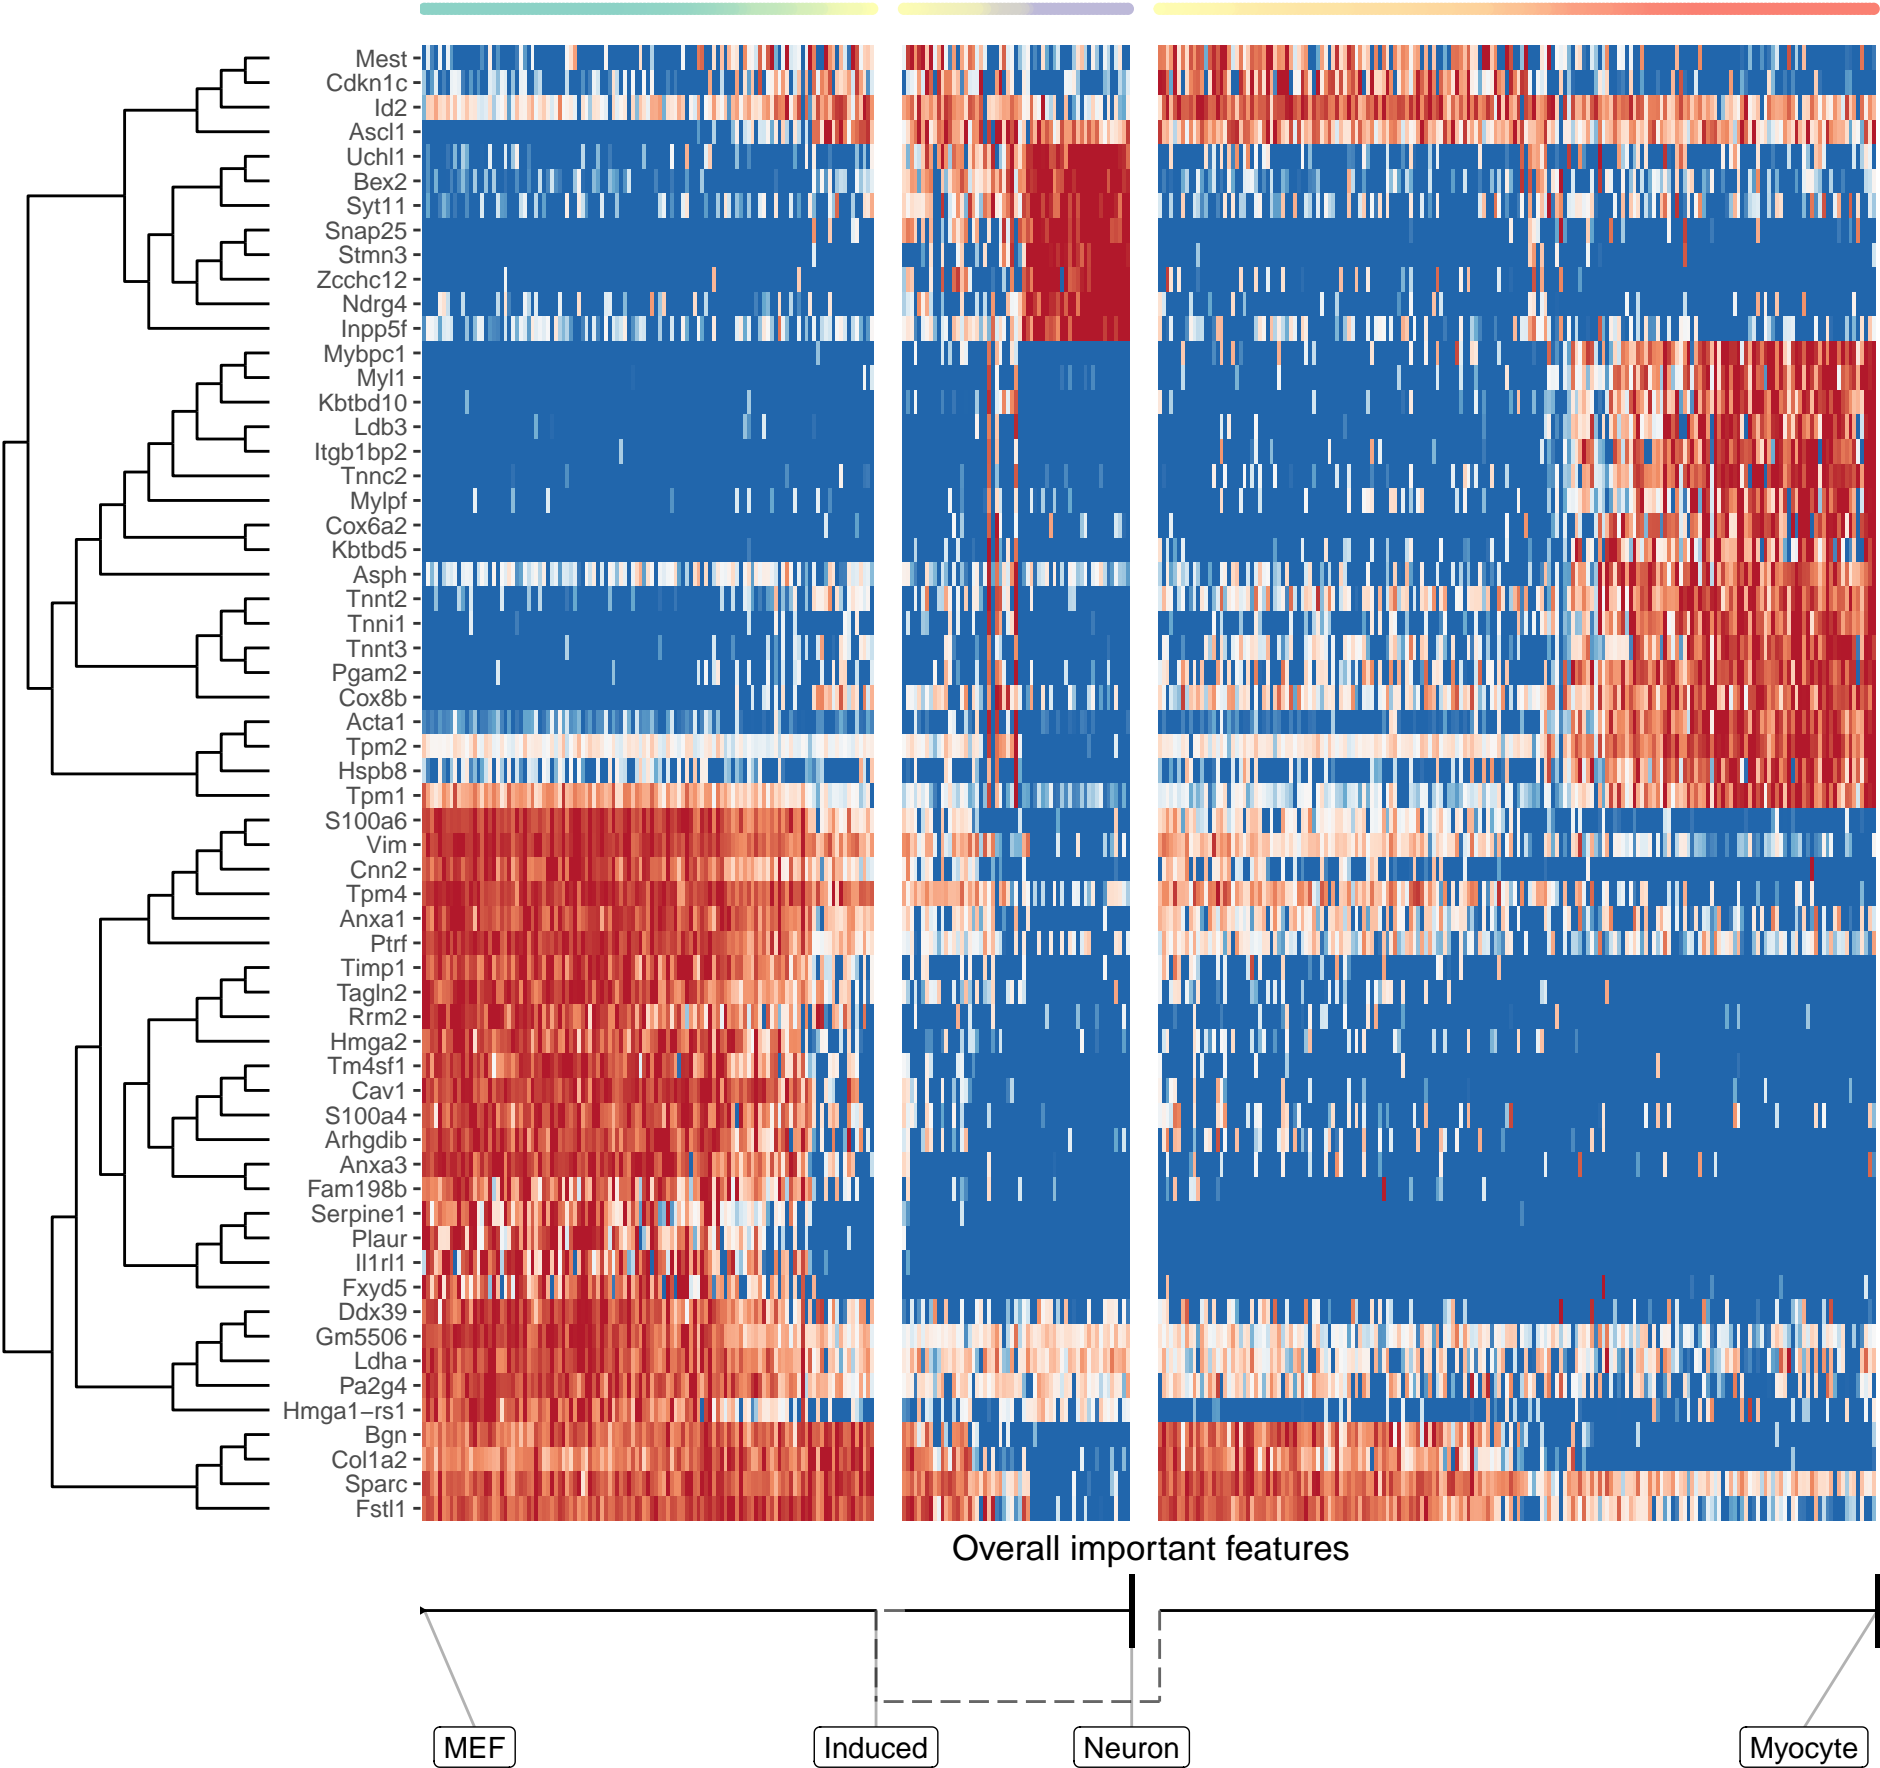 Mest
Cdkn1c
Id2
Ascl1
Uchl1
Bex2
Syt11
Snap25
Stmn3
Zcchc12
Ndrg4
Inpp5f
Mybpc1
Myl1
Kbtbd10
Ldb3
Itgb1bp2
Tnnc2
Mylpf
Cox6a2
Kbtbd5
Asph
Tnnt2
Tnni1
Tnnt3
Pgam2
Cox8b
Acta1
Tpm2
Hspb8
Tpm1
S100a6
Vim
Cnn2
Tpm4
Anxa1
Ptrf
Timp1
Tagln2
Rrm2
Hmga2
Tm4sf1
Cav1
S100a4
Arhgdib
Anxa3
Fam198b
Serpine1
Plaur
Il1rl1
Fxyd5
Ddx39
Gm5506
Ldha
Pa2g4
Hmga1−rs1
Bgn
Col1a2
Sparc
Fstl1
Overall important features
MEF Induced Neuron Myocyte